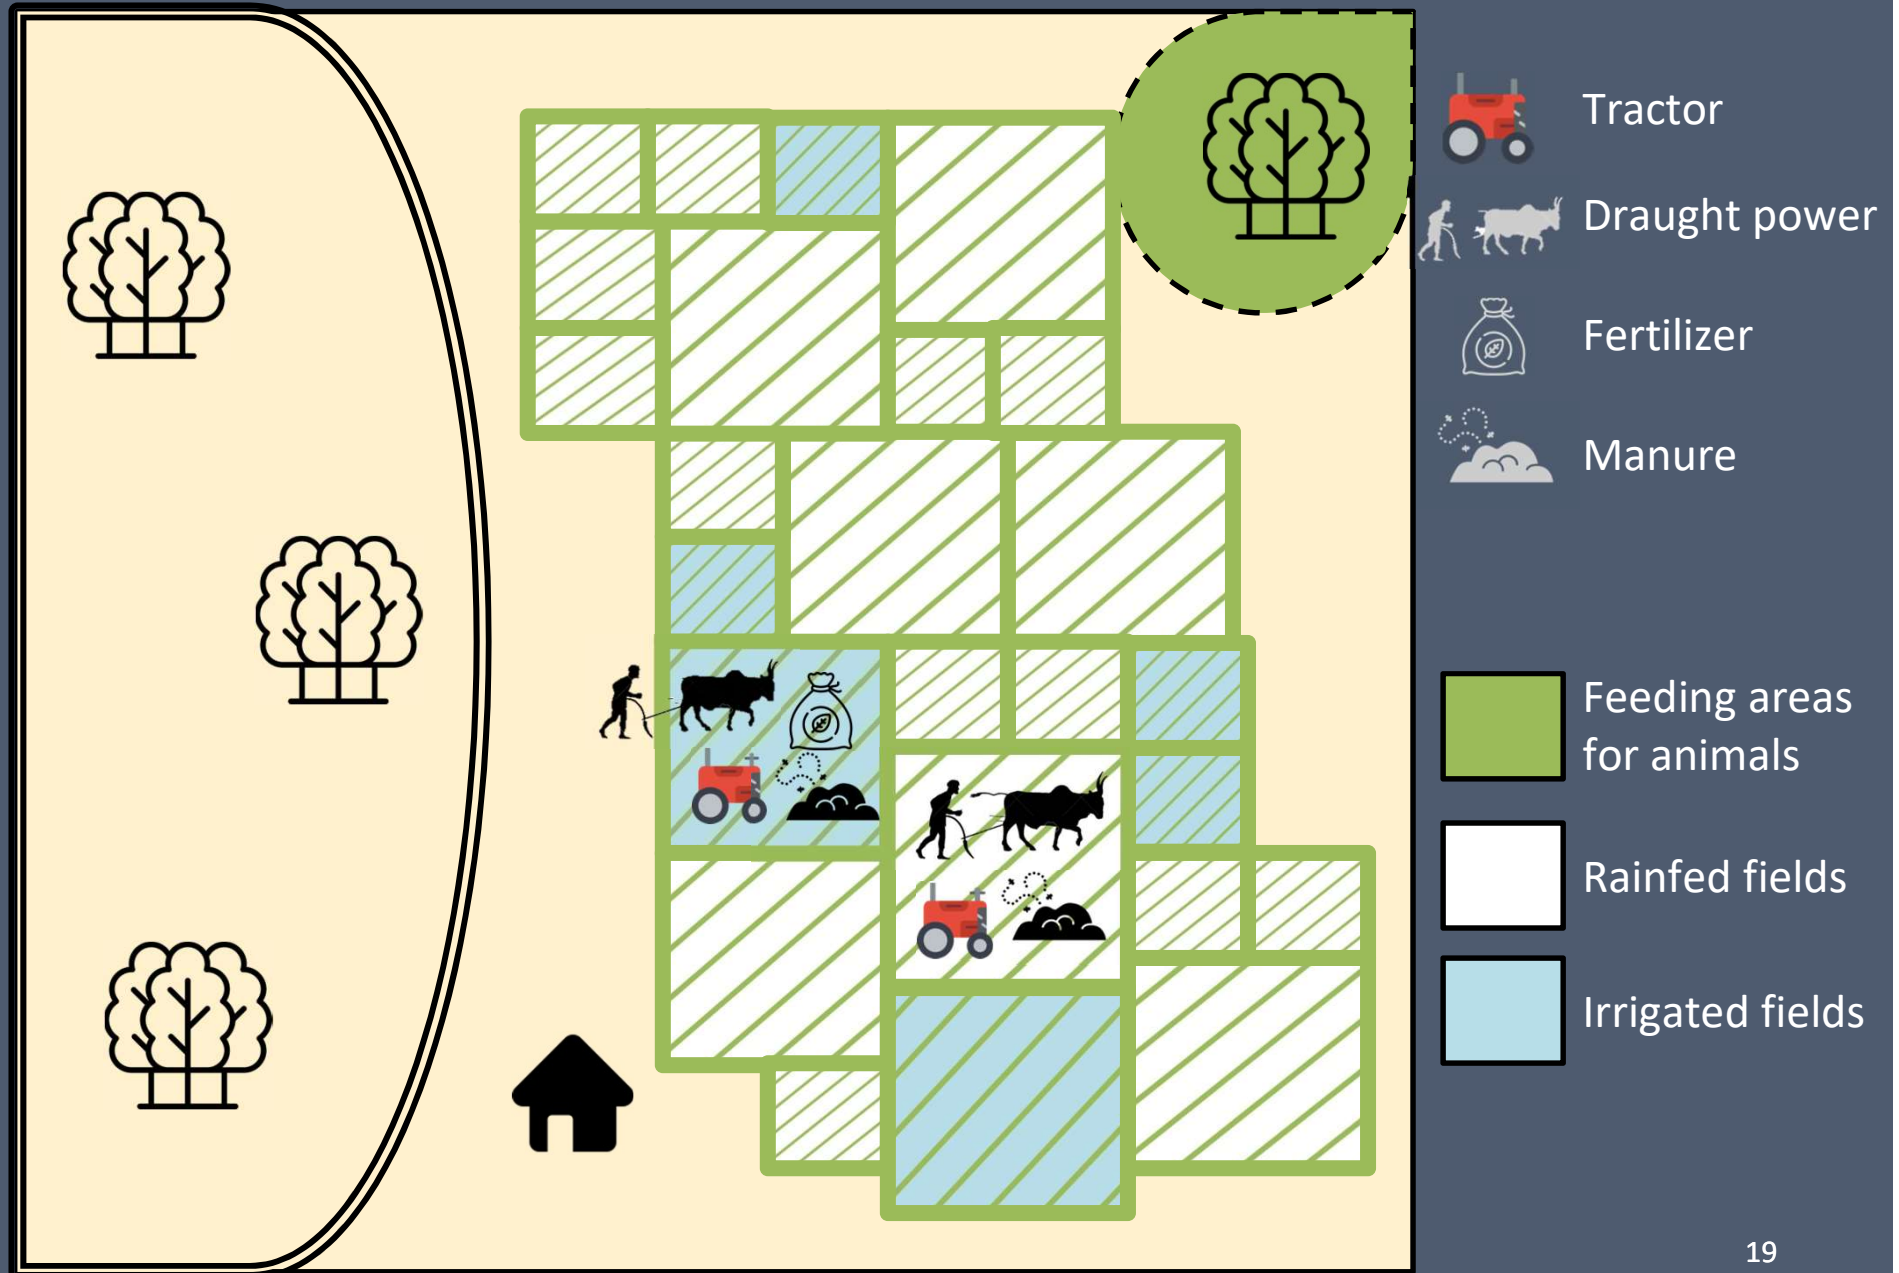 Tractor
Draught power
Fertilizer
Manure
Feeding areas
for animals
Rainfed fields
Irrigated fields
19